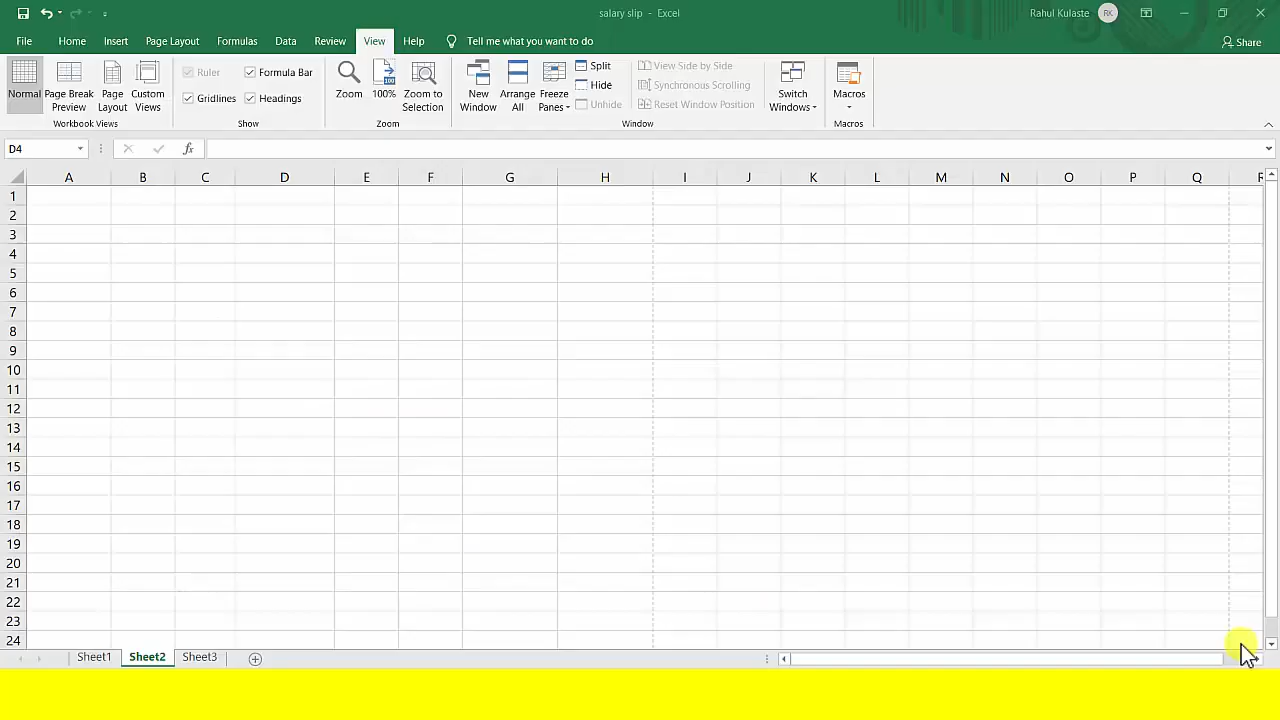 salary slip - Excel
Rahul Kulaste RK
File Home Insert Page Layout Formulas Data Review View Help Tell me what you want to do Share
Normal Page Break Preview Page Layout Custom Views
Workbook Views
Ruler Formula Bar
Gridlines Headings
Show
Zoom 100% Zoom to Selection
Zoom
New Window Arrange All Freeze Panes
Split
Hide
Unhide
View Side by Side
Synchronous Scrolling
Reset Window Position
Switch Windows
Window
Macros
Macros
D4 fx
A B C D E F G H I J K L M N O P Q
1
2
3
4
5
6
7
8
9
10
11
12
13
14
15
16
17
18
19
20
21
22
23
24
Sheet1 Sheet2 Sheet3